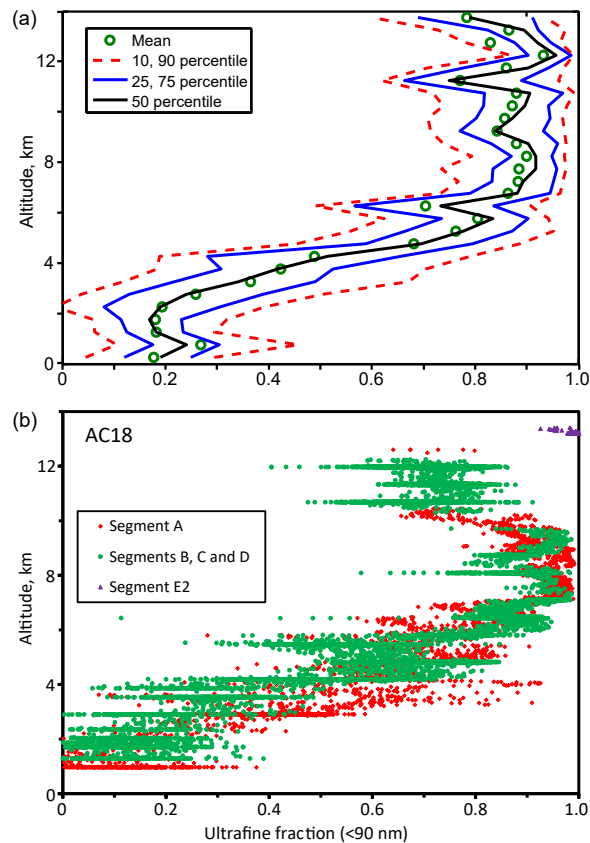 (a)
12
8
4
0
Altitude, km
Mean
10, 90 percentile
25, 75 percentile
50 percentile
0 0.2 0.4 0.6 0.8 1.0
(b)
AC18
12
8
4
0
Altitude, km
Segment A
Segments B, C and D
Segment E2
0 0.2 0.4 0.6 0.8 1.0
Ultrafine fraction (<90 nm)